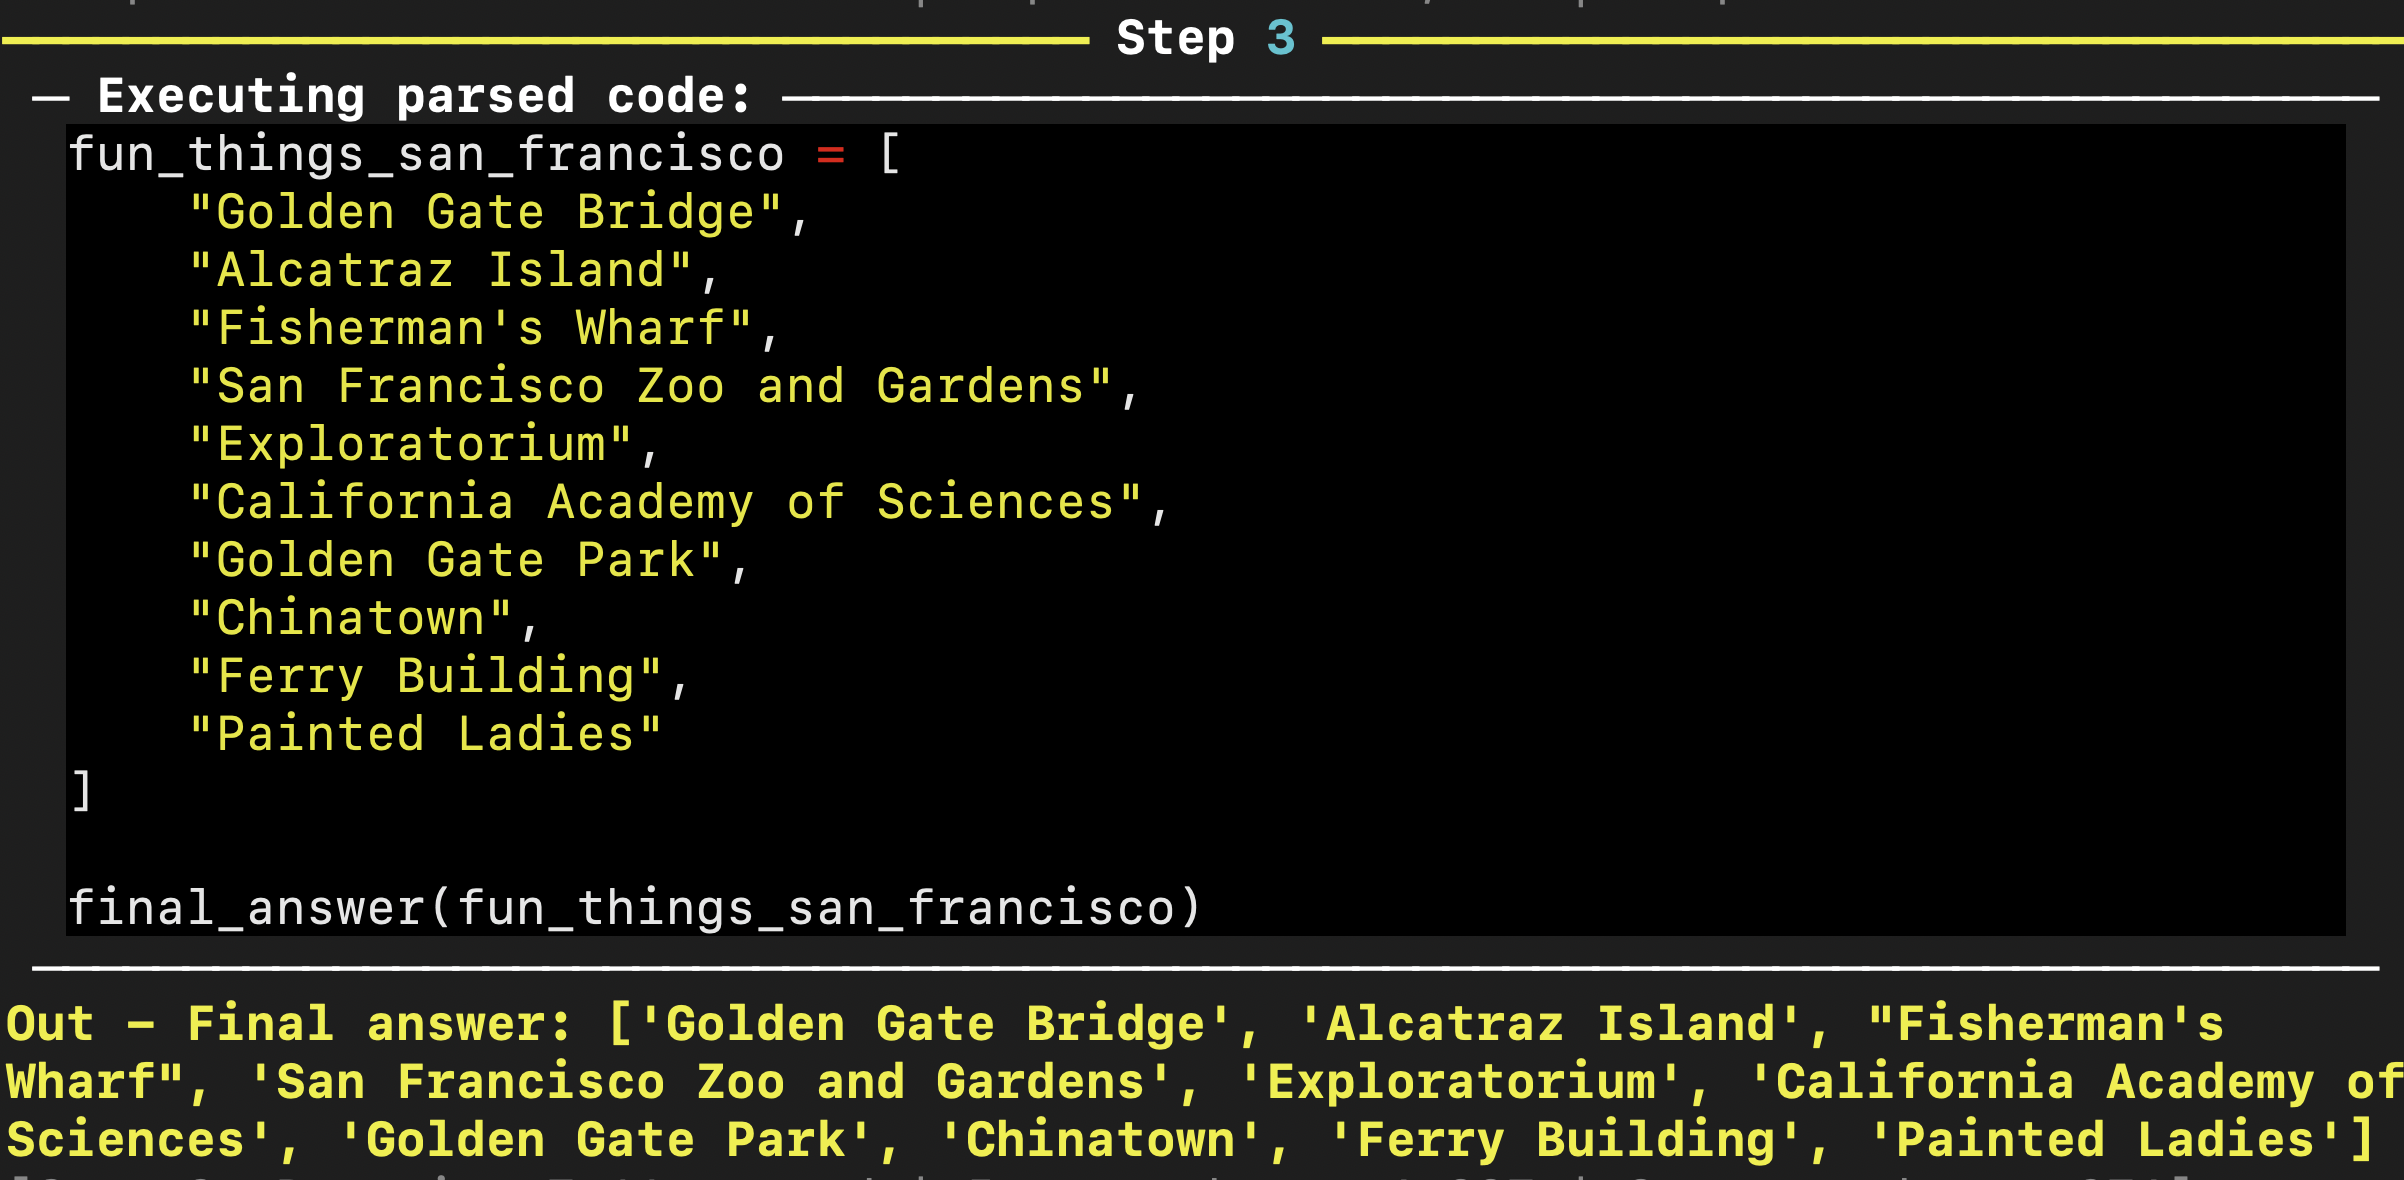 Step 3
Executing parsed code:
fun_things_san_francisco = [
    "Golden Gate Bridge",
    "Alcatraz Island",
    "Fisherman's Wharf",
    "San Francisco Zoo and Gardens",
    "Exploratorium",
    "California Academy of Sciences",
    "Golden Gate Park",
    "Chinatown",
    "Ferry Building",
    "Painted Ladies"
]

final_answer(fun_things_san_francisco)
Out - Final answer: ['Golden Gate Bridge', 'Alcatraz Island', "Fisherman's
Wharf", 'San Francisco Zoo and Gardens', 'Exploratorium', 'California Academy of
Sciences', 'Golden Gate Park', 'Chinatown', 'Ferry Building', 'Painted Ladies']